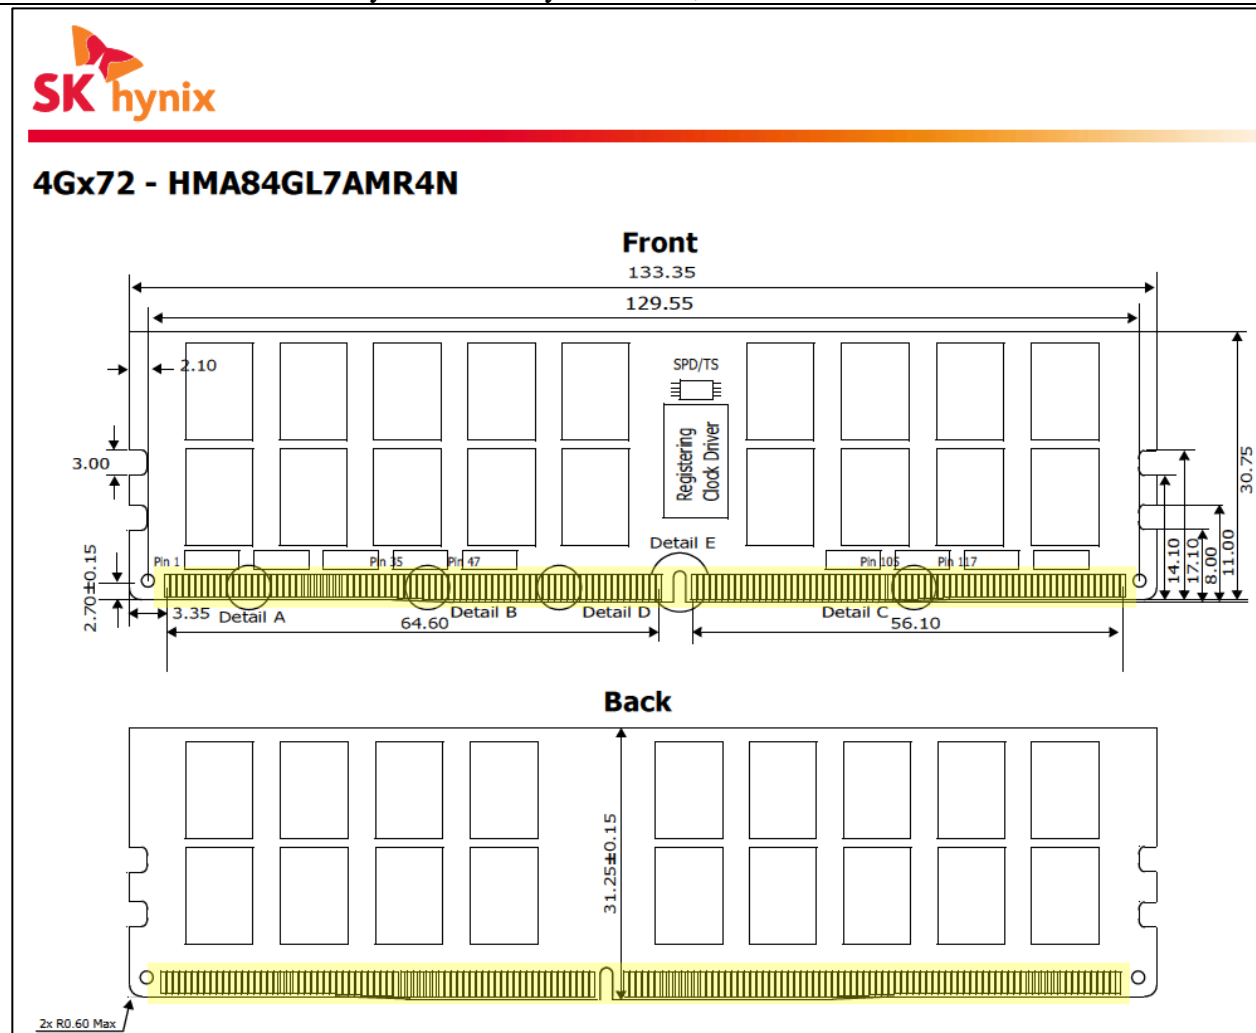 SK hynix
4Gx72 - HMA84GL7AMR4N
Front
133.35
129.55
2.10
SPD/TS
Registering
Clock Driver
3.00
30.75
Detail E
Pin 1
Pin 35
Pin 47
Pin 105
Pin 117
14.10
17.10
8.00
11.00
2.70±0.15
3.35
Detail A
Detail B
Detail D
Detail C
64.60
56.10
Back
31.25±0.15
2x R0.60 Max